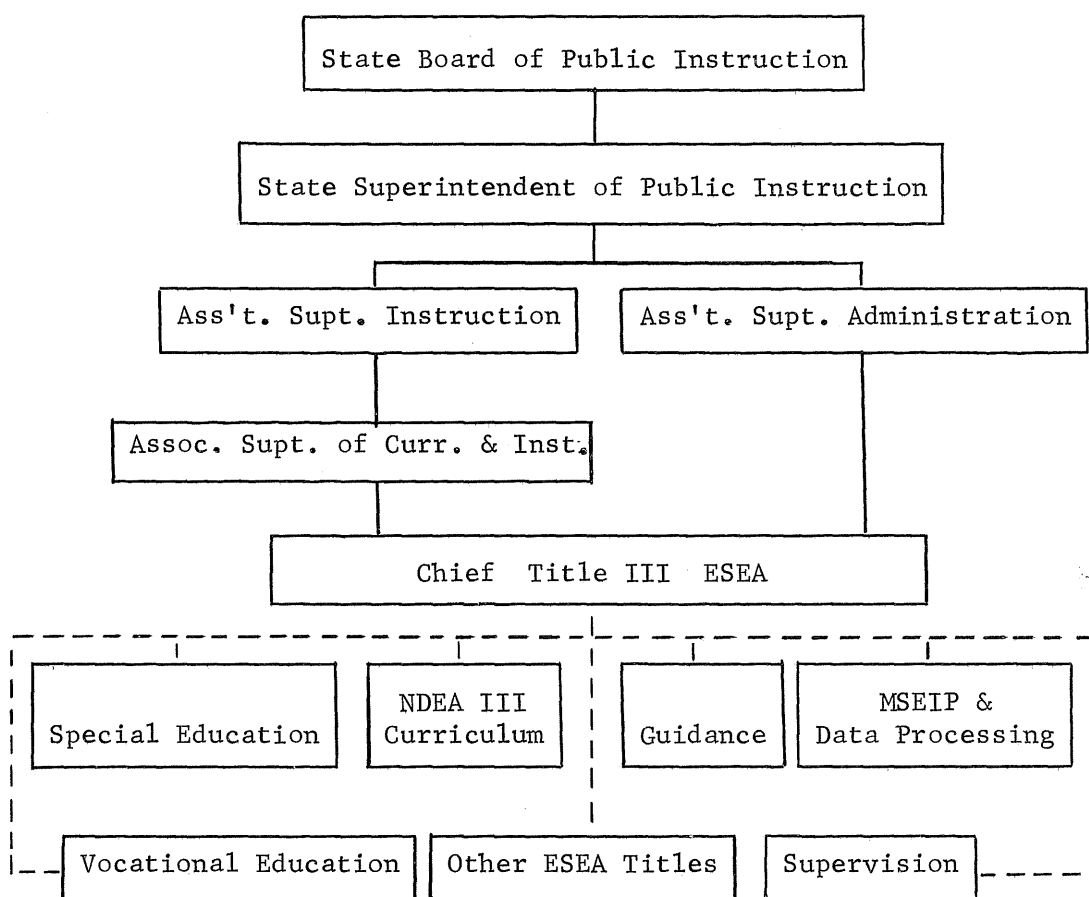 State Board of Public Instruction
State Superintendent of Public Instruction
Ass't. Supt. Instruction
Ass't. Supt. Administration
Assoc. Supt. of Curr. & Inst.
Chief Title III ESEA
Special Education
NDEA III
Curriculum
Guidance
MSEIP &
Data Processing
Vocational Education
Other ESEA Titles
Supervision